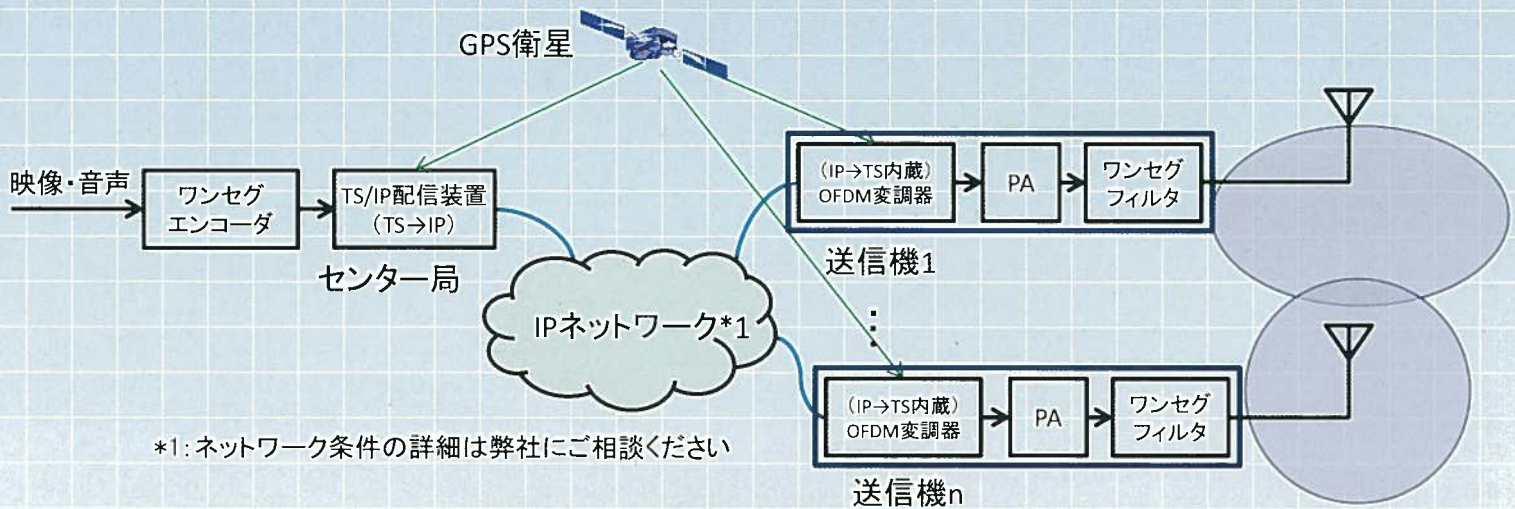 GPS衛星
映像・音声
ワンセグ
エンコーダ
TS/IP配信装置
（TS→IP）
センター局
IPネットワーク*1
（IP→TS内蔵）
OFDM変調器
PA
ワンセグ
フィルタ
送信機1
（IP→TS内蔵）
OFDM変調器
PA
ワンセグ
フィルタ
送信機n
*1：ネットワーク条件の詳細は弊社にご相談ください